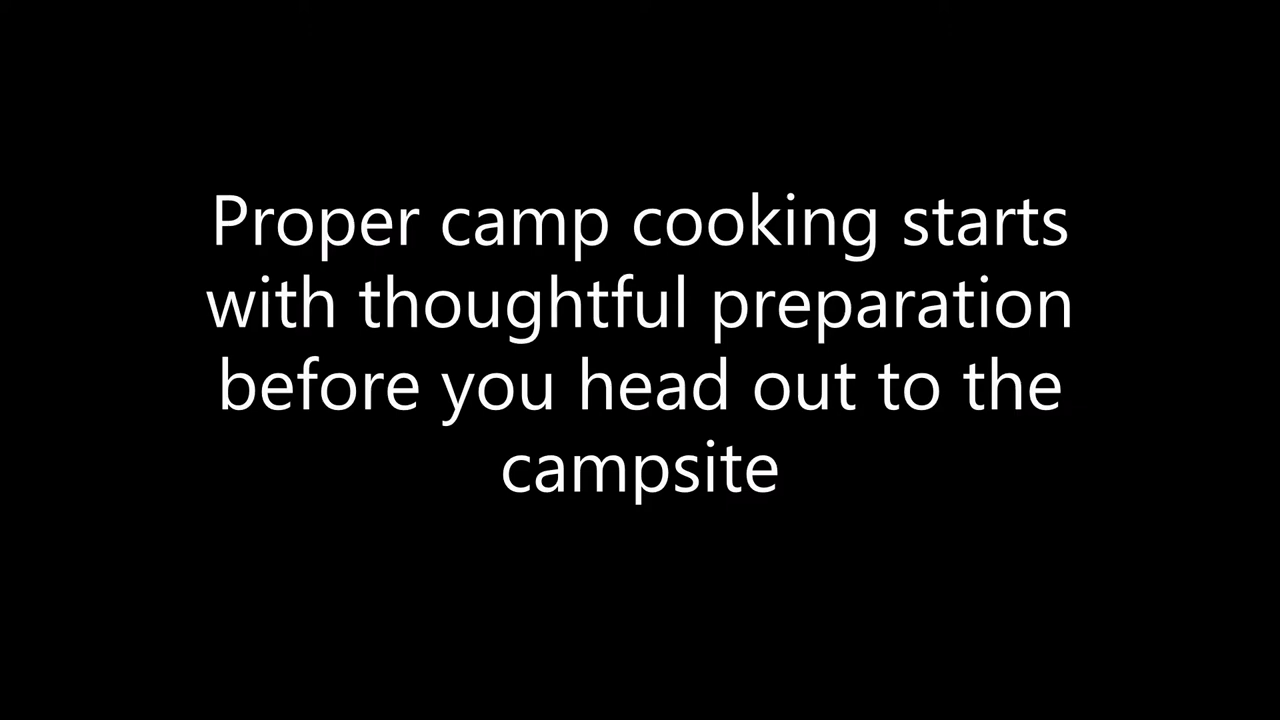 Proper camp cooking starts
with thoughtful preparation
before you head out to the
campsite